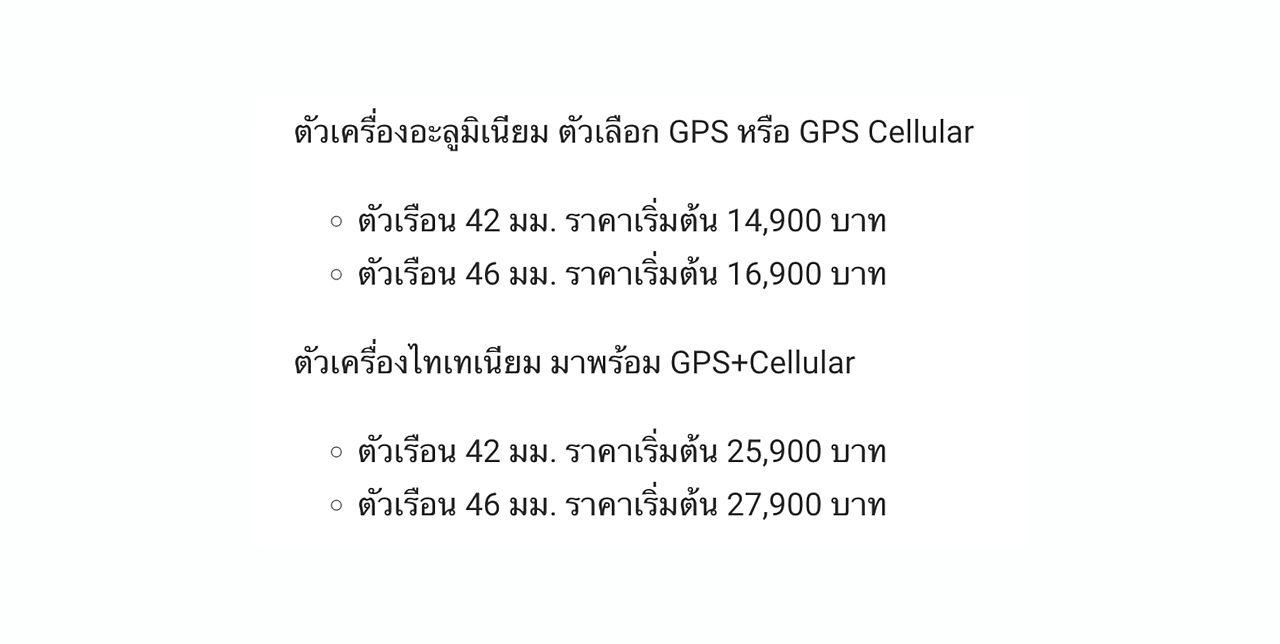 ตัวเครื่องอะลูมิเนียม ตัวเลือก GPS หรือ GPS Cellular
ตัวเรือน 42 มม. ราคาเริ่มต้น 14,900 บาท
ตัวเรือน 46 มม. ราคาเริ่มต้น 16,900 บาท
ตัวเครื่องไทเทเนียม มาพร้อม GPS+Cellular
ตัวเรือน 42 มม. ราคาเริ่มต้น 25,900 บาท
ตัวเรือน 46 มม. ราคาเริ่มต้น 27,900 บาท